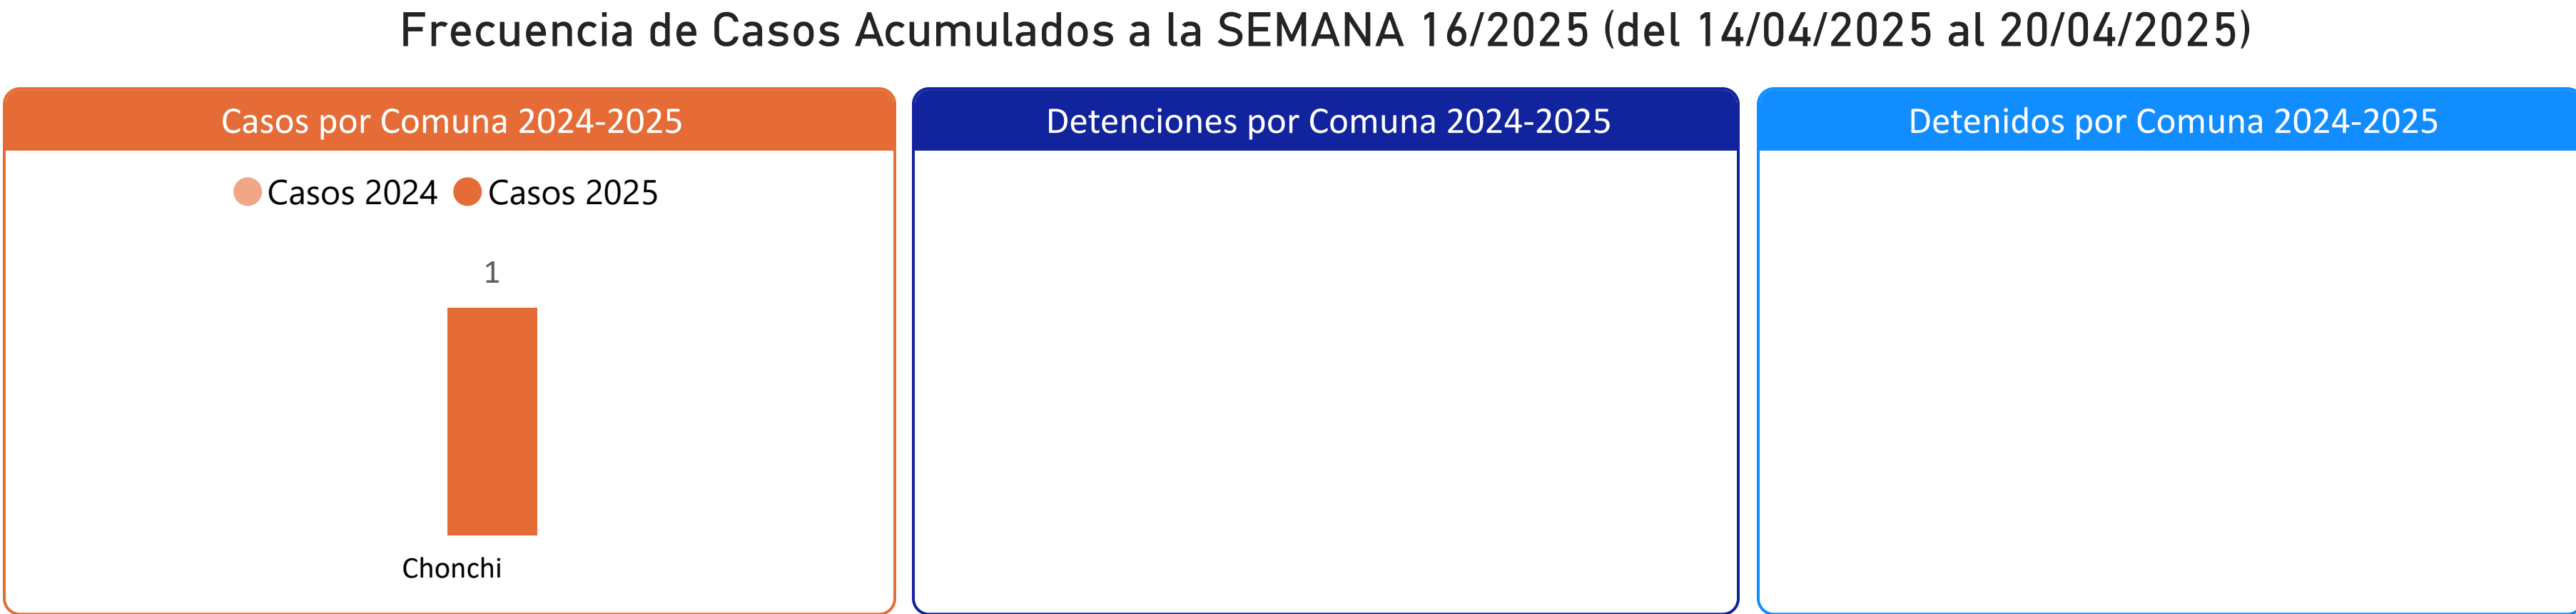 Frecuencia de Casos Acumulados a la SEMANA 16/2025 (del 14/04/2025 al 20/04/2025)
Casos por Comuna 2024-2025
Casos 2024 Casos 2025
1
Chonchi
Detenciones por Comuna 2024-2025
Detenidos por Comuna 2024-2025